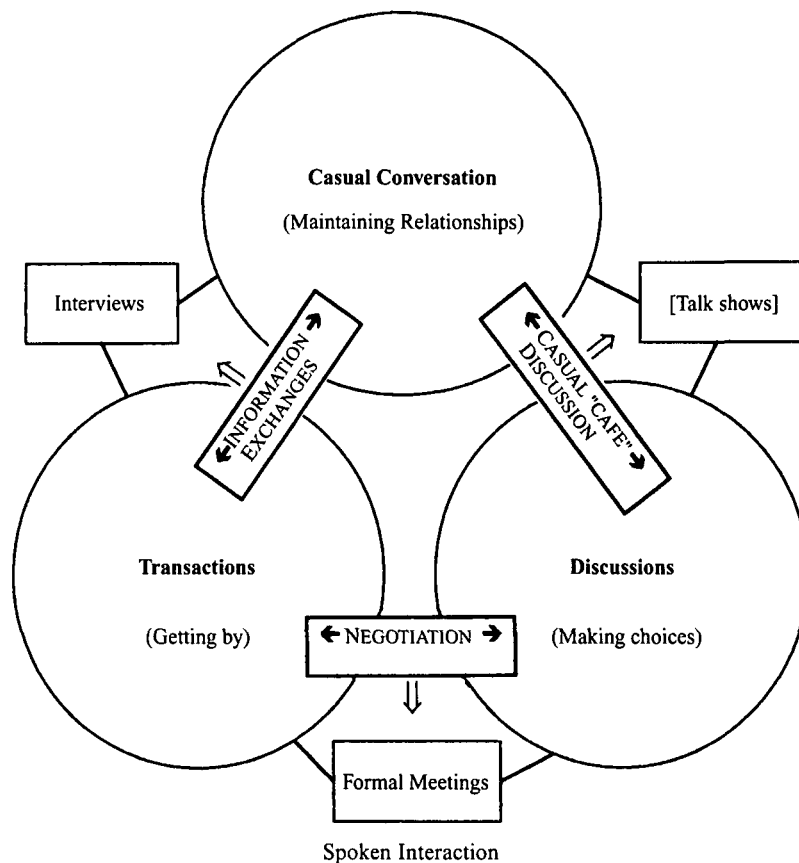 Casual Conversation
(Maintaining Relationships)
Interviews
[Talk shows]
INFORMATION
EXCHANGES
CASUAL "CAFE"
DISCUSSION
Transactions
(Getting by)
Discussions
(Making choices)
NEGOTIATION
Formal Meetings
Spoken Interaction